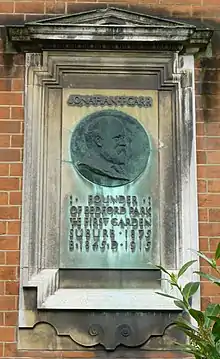 JONATHAN T CARR
FOUNDER
OF BEDFORD PARK
THE FIRST GARDEN
SUBURB · 1875
B · 1845 · D · 1915